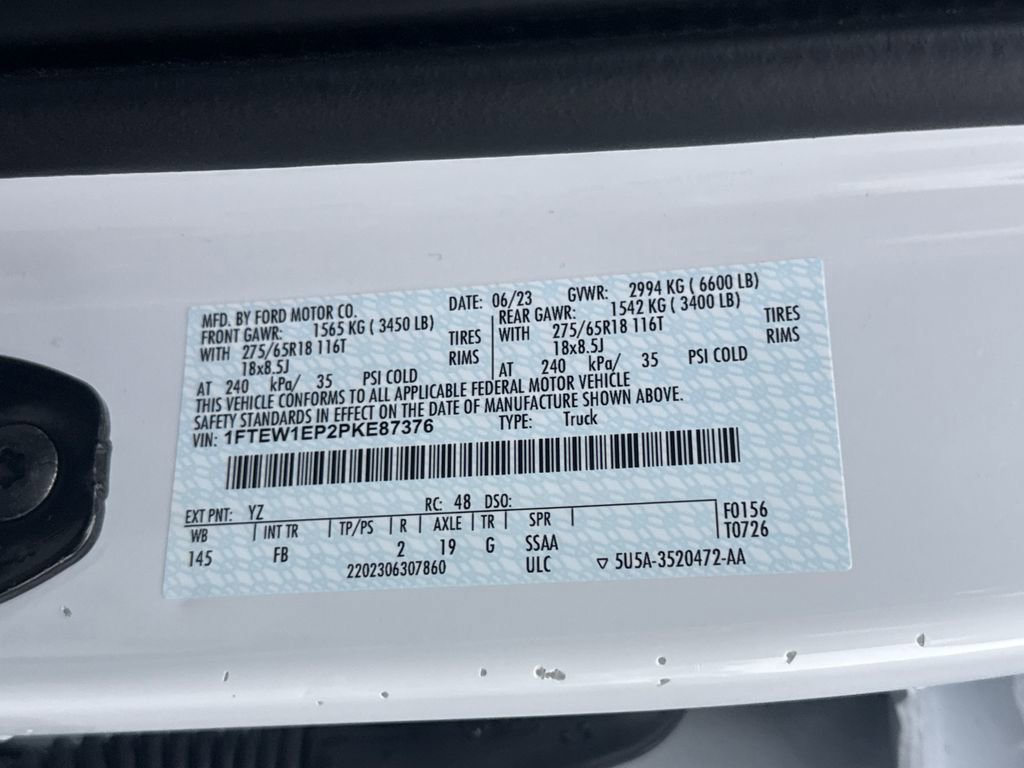 MFD. BY FORD MOTOR CO. DATE: 06/23 GVWR: 2994 KG ( 6600 LB)
FRONT GAWR: 1565 KG ( 3450 LB) REAR GAWR: 1542 KG ( 3400 LB)
WITH 275/65R18 116T TIRES WITH 275/65R18 116T TIRES
18x8.5J RIMS 18x8.5J RIMS
AT 240 kPa/ 35 PSI COLD AT 240 kPa/ 35 PSI COLD
THIS VEHICLE CONFORMS TO ALL APPLICABLE FEDERAL MOTOR VEHICLE
SAFETY STANDARDS IN EFFECT ON THE DATE OF MANUFACTURE SHOWN ABOVE.
VIN: 1FTEW1EP2PKE87376 TYPE: Truck
EXT PNT: YZ RC: 48 DSO: F0156
WB INT TR TP/PS R AXLE TR SPR T0726
145 FB 2 19 G SSAA
2202306307860 ULC ▽ 5U5A-3520472-AA